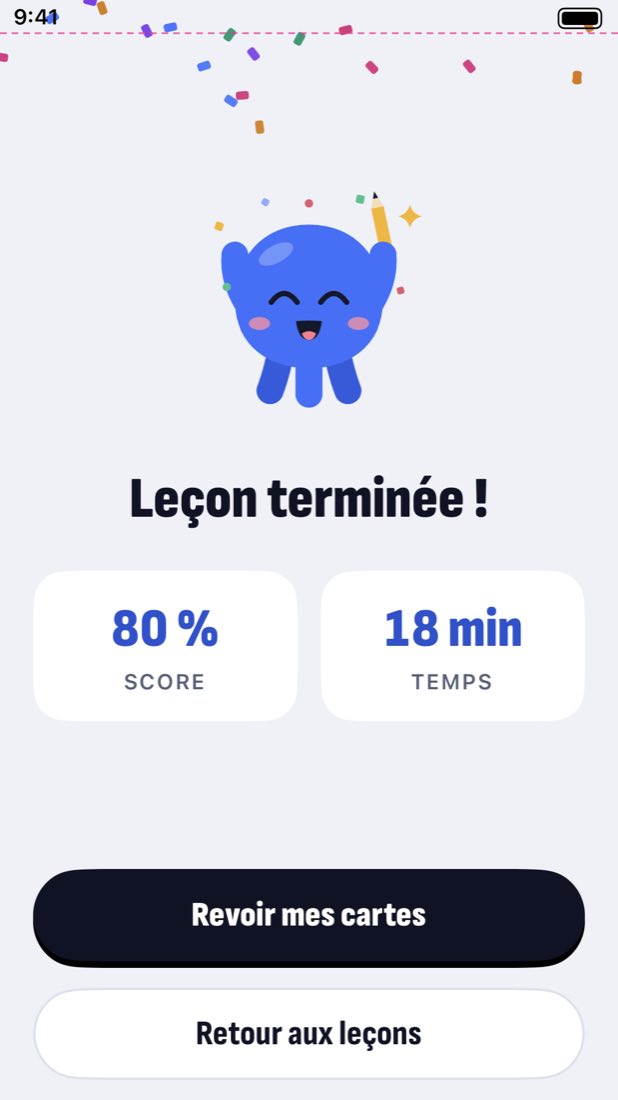 9:41
Leçon terminée !
80 %
SCORE
18 min
TEMPS
Revoir mes cartes
Retour aux leçons